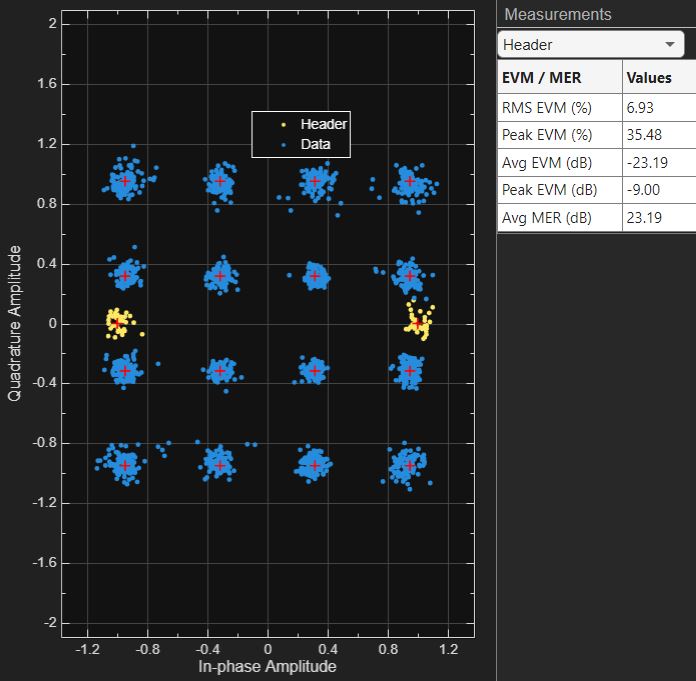 Measurements
Header
EVM / MER Values
RMS EVM (%) 6.93
Peak EVM (%) 35.48
Avg EVM (dB) -23.19
Peak EVM (dB) -9.00
Avg MER (dB) 23.19
Header
Data
Quadrature Amplitude
2
1.6
1.2
0.8
0.4
0
-0.4
-0.8
-1.2
-1.6
-2
-1.2 -0.8 -0.4 0 0.4 0.8 1.2
In-phase Amplitude